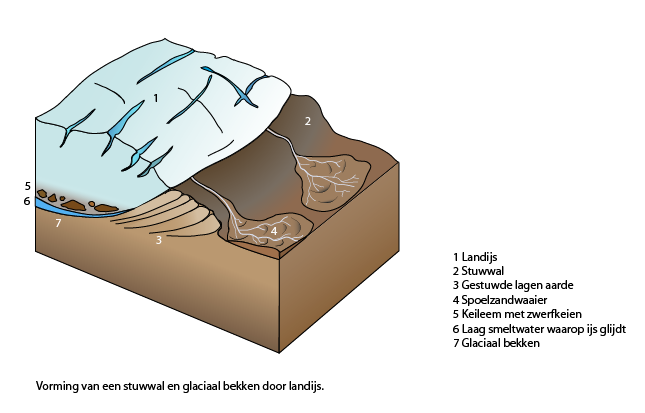 1
2
5
6
7
3
4
1 Landijs
2 Stuwwal
3 Gestuwde lagen aarde
4 Spoelzandwaaier
5 Keileem met zwerfkeien
6 Laag smeltwater waarop ijs glijdt
7 Glaciaal bekken
Vorming van een stuwwal en glaciaal bekken door landijs.